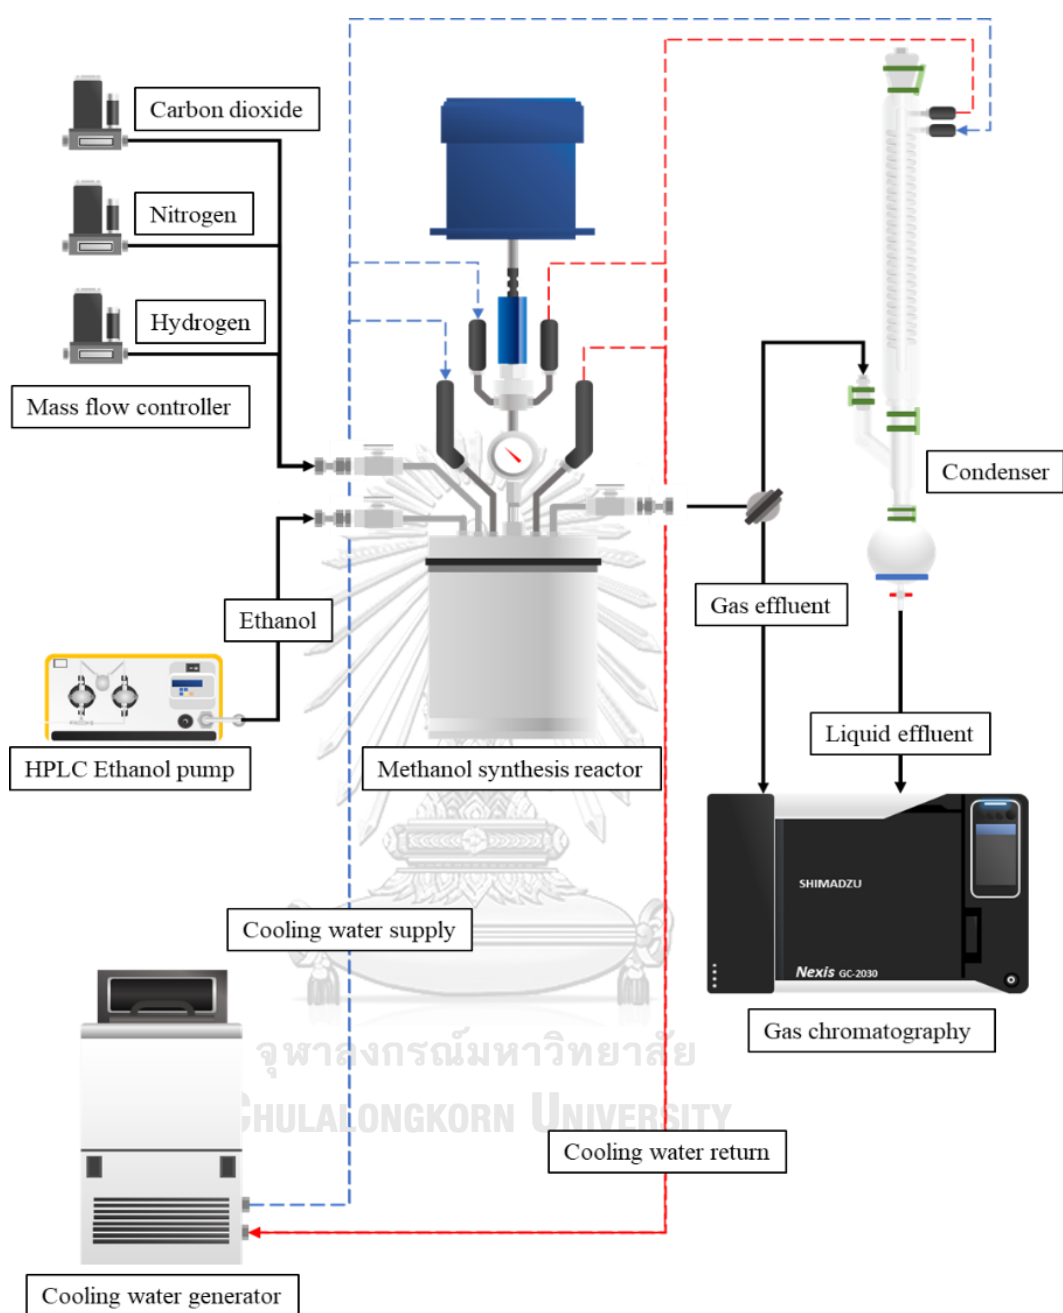 Carbon dioxide
Nitrogen
Hydrogen
Mass flow controller
Condenser
Ethanol
Gas effluent
HPLC Ethanol pump
Methanol synthesis reactor
Liquid effluent
SHIMADZU
Nexis GC-2030
Cooling water supply
Gas chromatography
จุฬาลงกรณ์มหาวิทยาลัย
CHULALONGKORN UNIVERSITY
Cooling water return
Cooling water generator